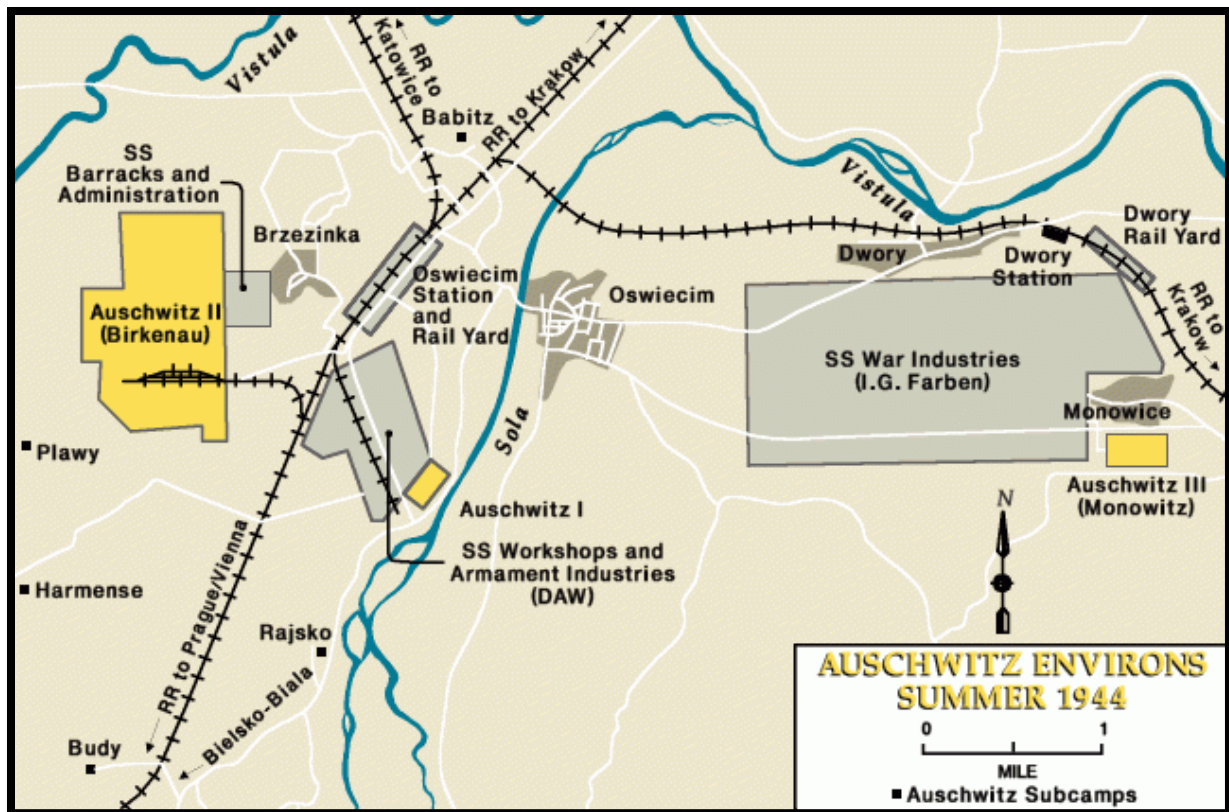 Vistula
RR to
Katowice
RR to Krakow
Babitz
SS
Barracks and
Administration
Brzezinka
Vistula
Dwory
Rail Yard
Dwory
Dwory
Station
RR to
Krakow
Oswiecim
Station
and
Rail Yard
Oswiecim
Auschwitz II
(Birkenau)
SS War Industries
(I.G. Farben)
Monowice
Sola
Plawy
Auschwitz III
(Monowitz)
Auschwitz I
N
SS Workshops and
Armament Industries
(DAW)
Harmense
RR to Prague/Vienna
Rajsko
Bielsko-Biala
Budy
AUSCHWITZ ENVIRONS
SUMMER 1944
0 1
MILE
Auschwitz Subcamps